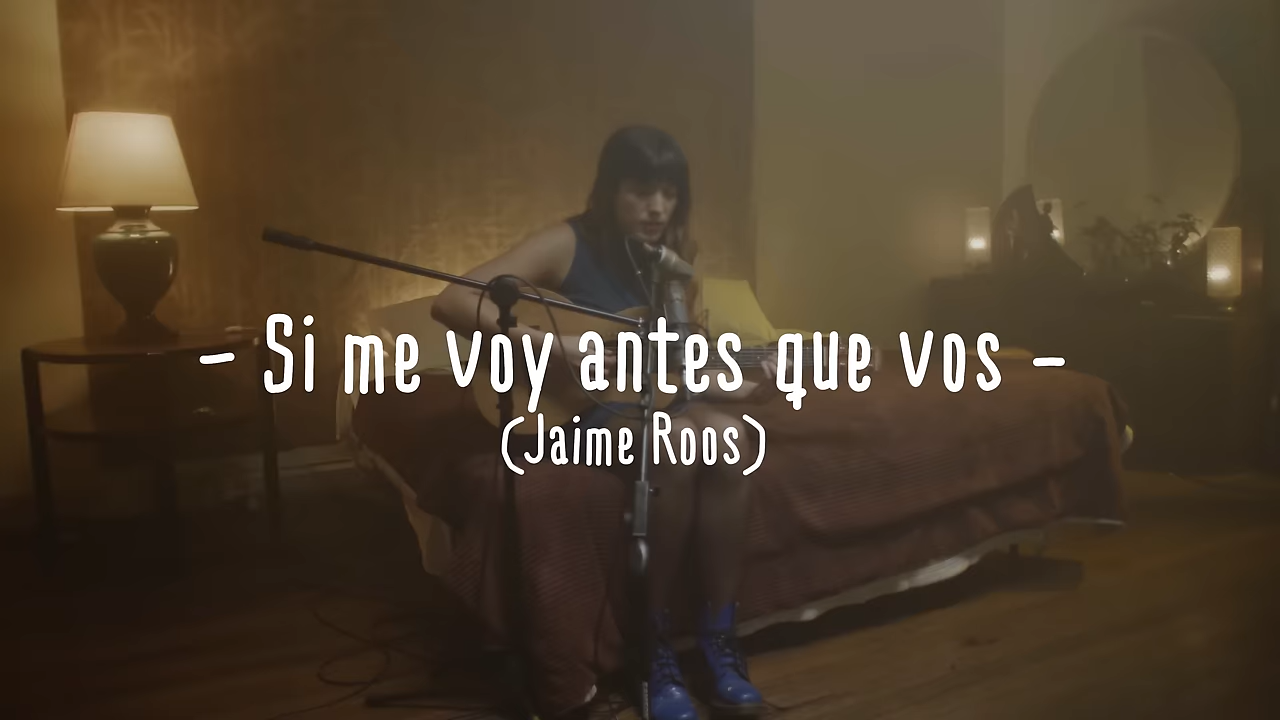 – Si me voy antes que vos –
(Jaime Roos)